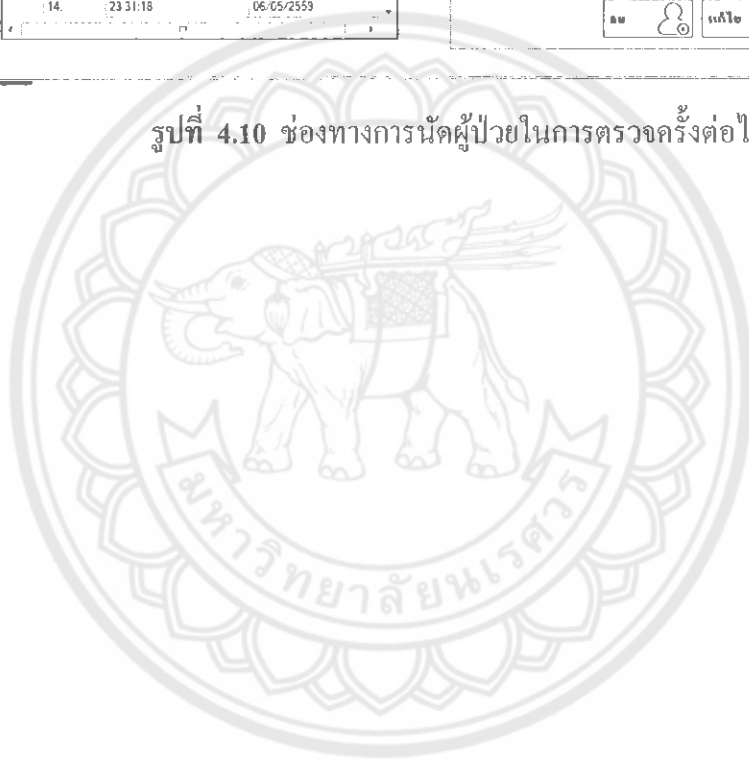 14. 23:31:18 06/05/2559
ลบ แก้ไข
รูปที่ 4.10 ช่องทางการนัดผู้ป่วยในการตรวจครั้งต่อไ
มหาวิทยาลัยนเรศวร